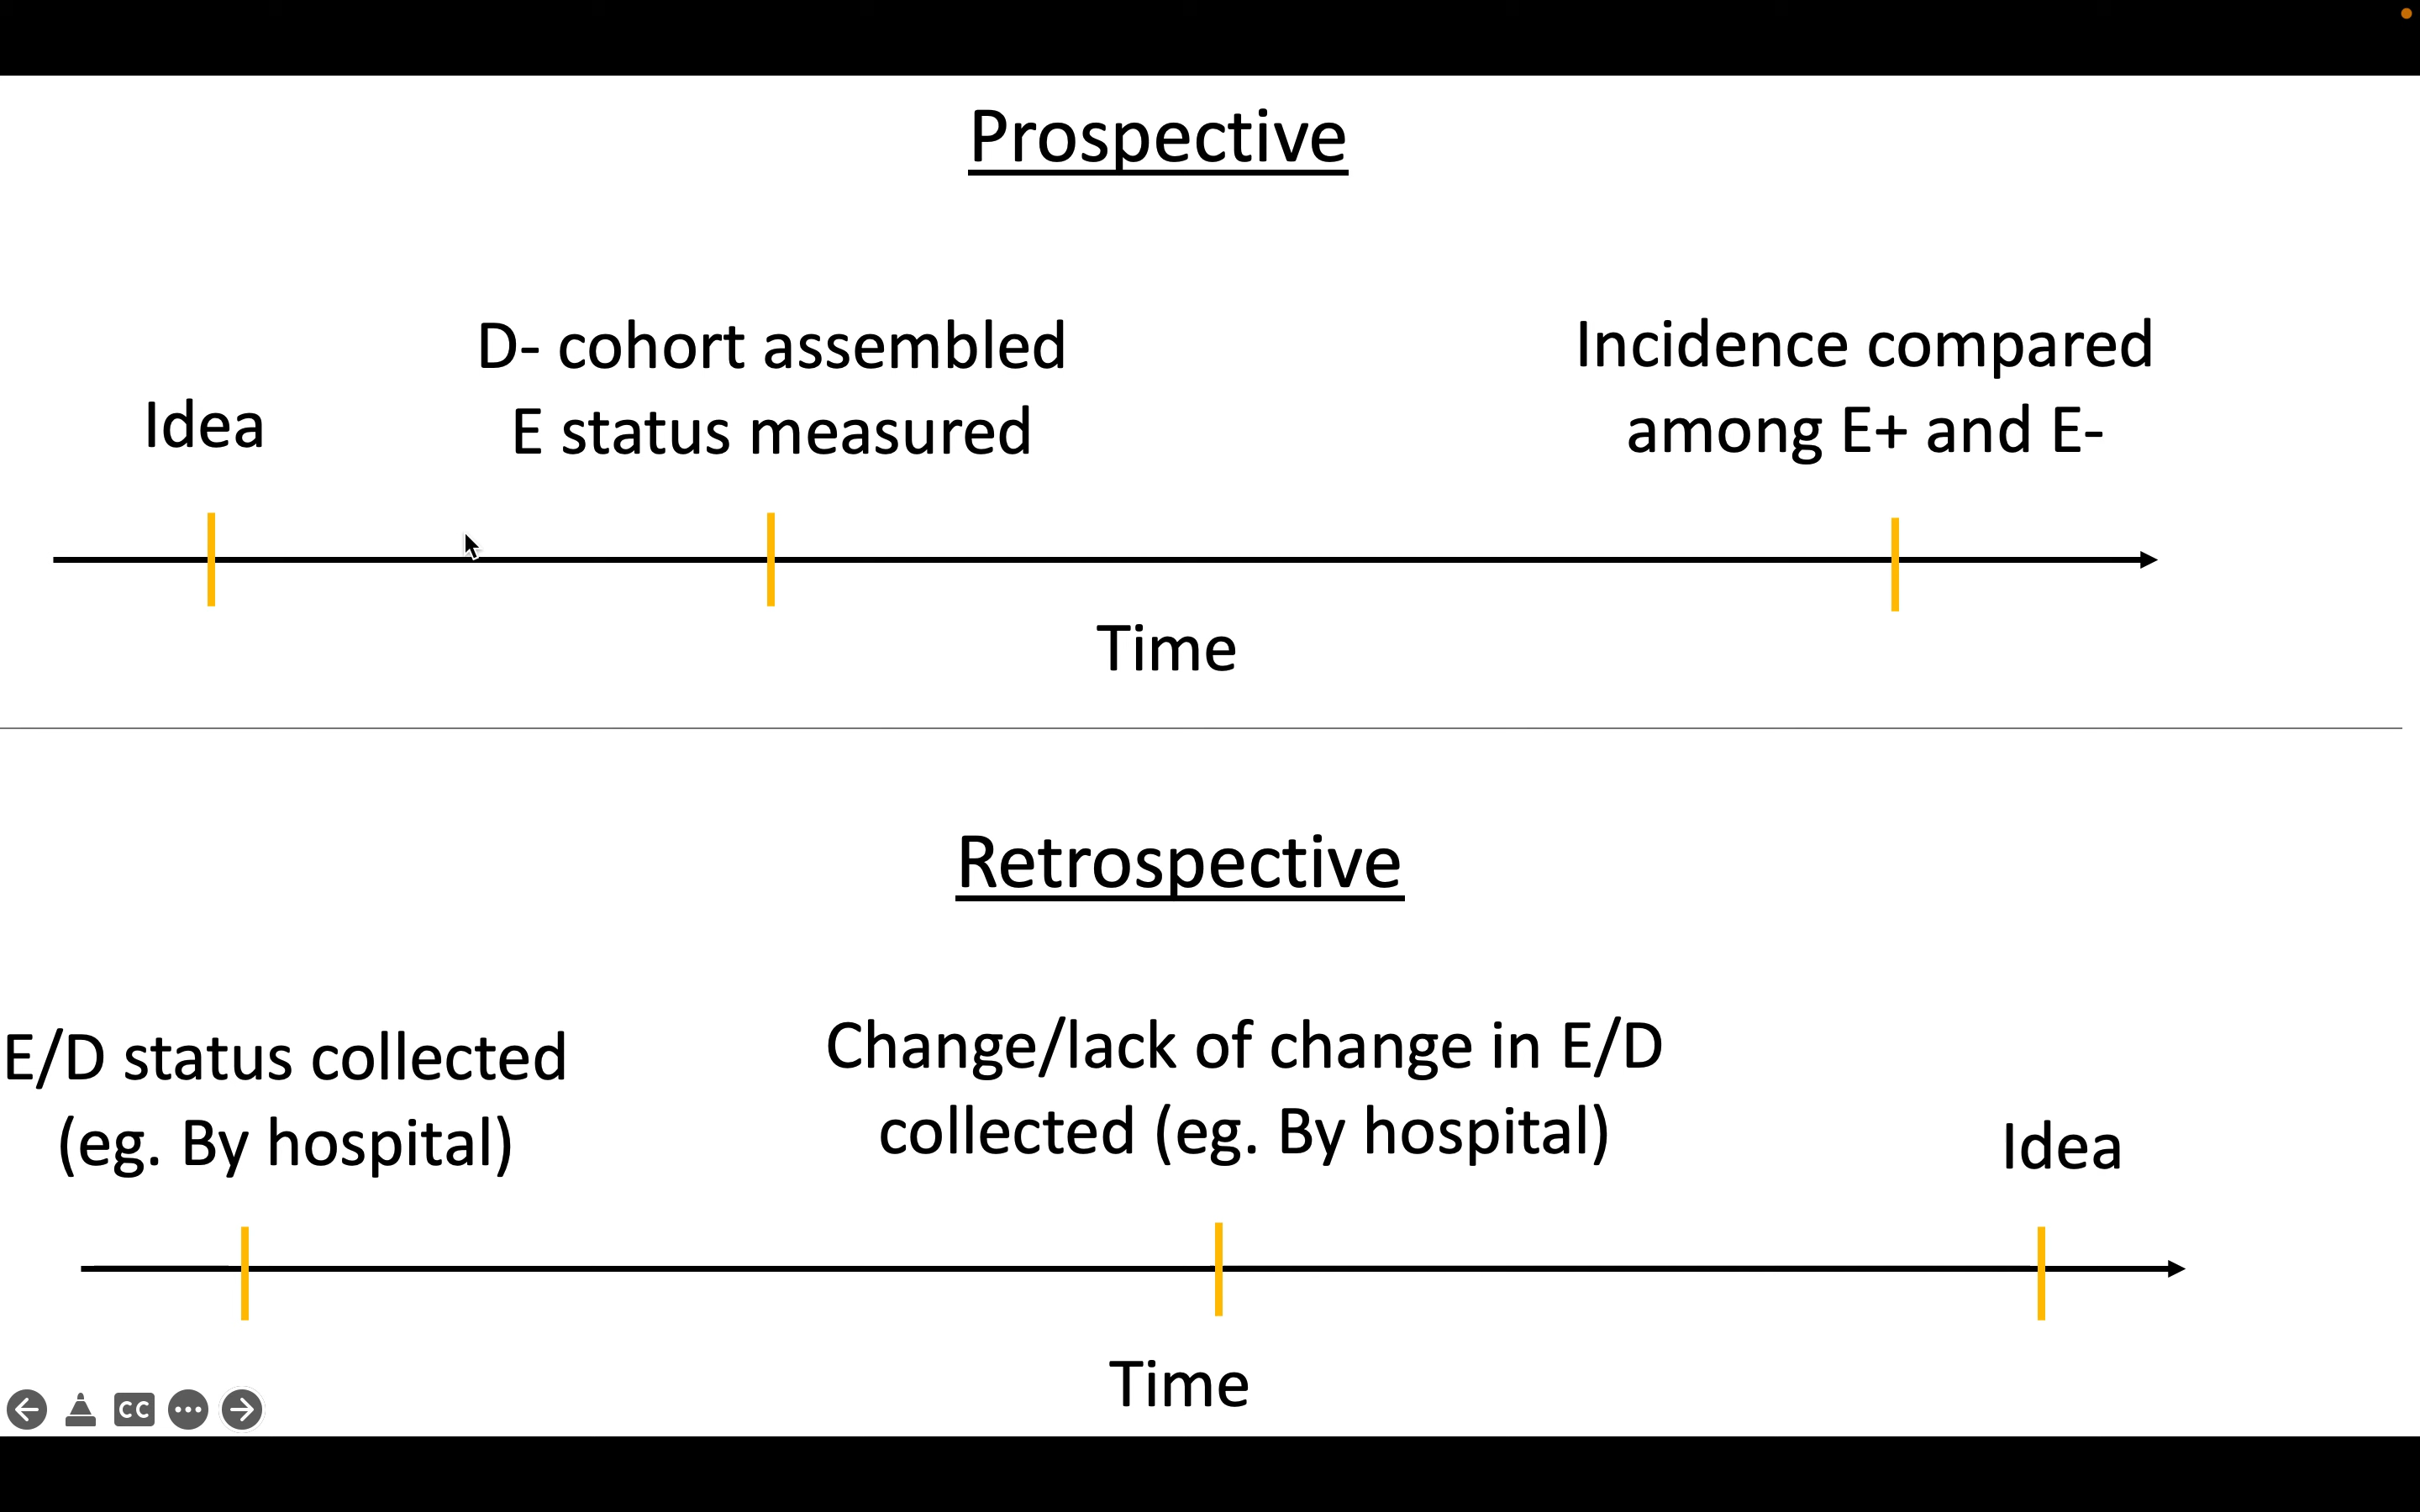 Prospective
Idea
D- cohort assembled
E status measured
Incidence compared
among E+ and E-
Time
Retrospective
E/D status collected
(eg. By hospital)
Change/lack of change in E/D
collected (eg. By hospital)
Idea
Time
CC